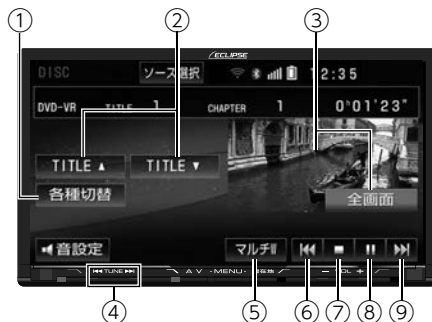 ① ② ③
ECLIPSE
DISC ソース選択 12:35
DVD-VR TITLE 1 CHAPTER 1 0°01'23"
TITLE ▲ TITLE ▼
各種切替 全画面
音設定 マルチW
⏮ TUNE ⏭ AV -MENU- VOL +
④ ⑤ ⑥ ⑦ ⑧ ⑨